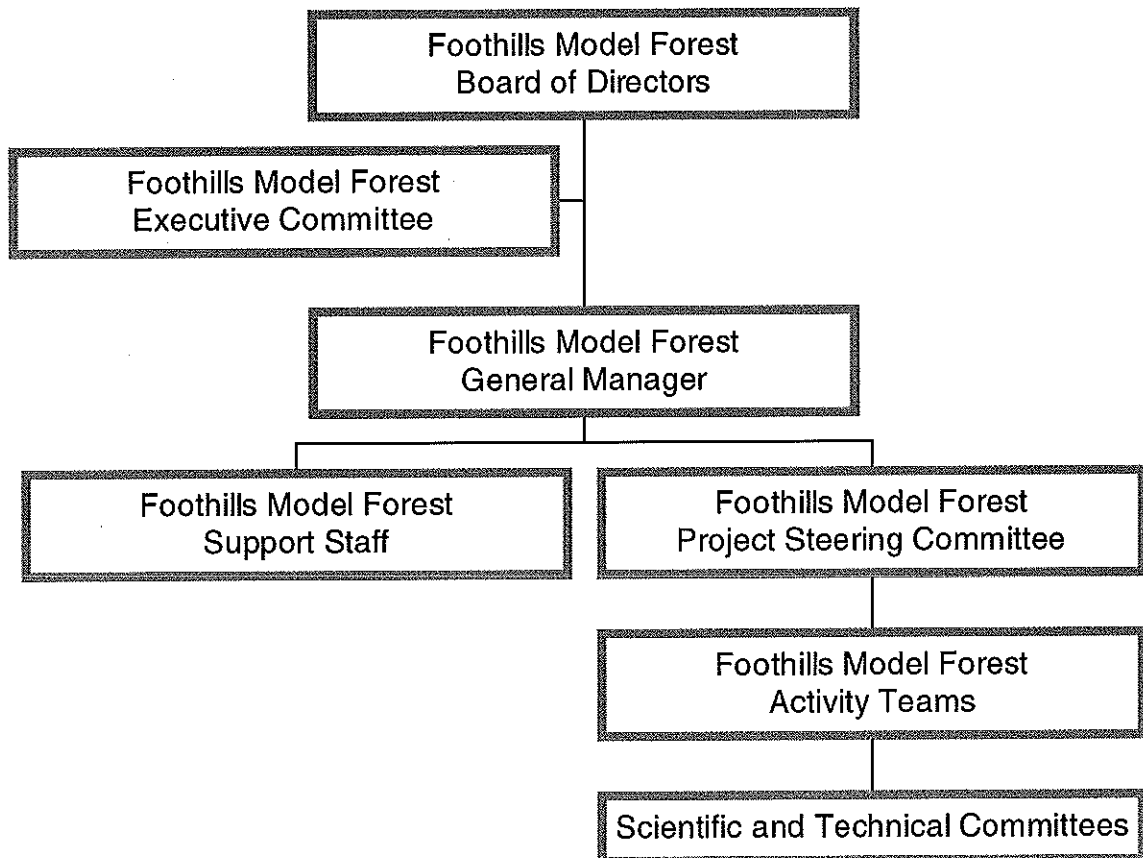 Foothills Model Forest
Board of Directors
Foothills Model Forest
Executive Committee
Foothills Model Forest
General Manager
Foothills Model Forest
Support Staff
Foothills Model Forest
Project Steering Committee
Foothills Model Forest
Activity Teams
Scientific and Technical Committees